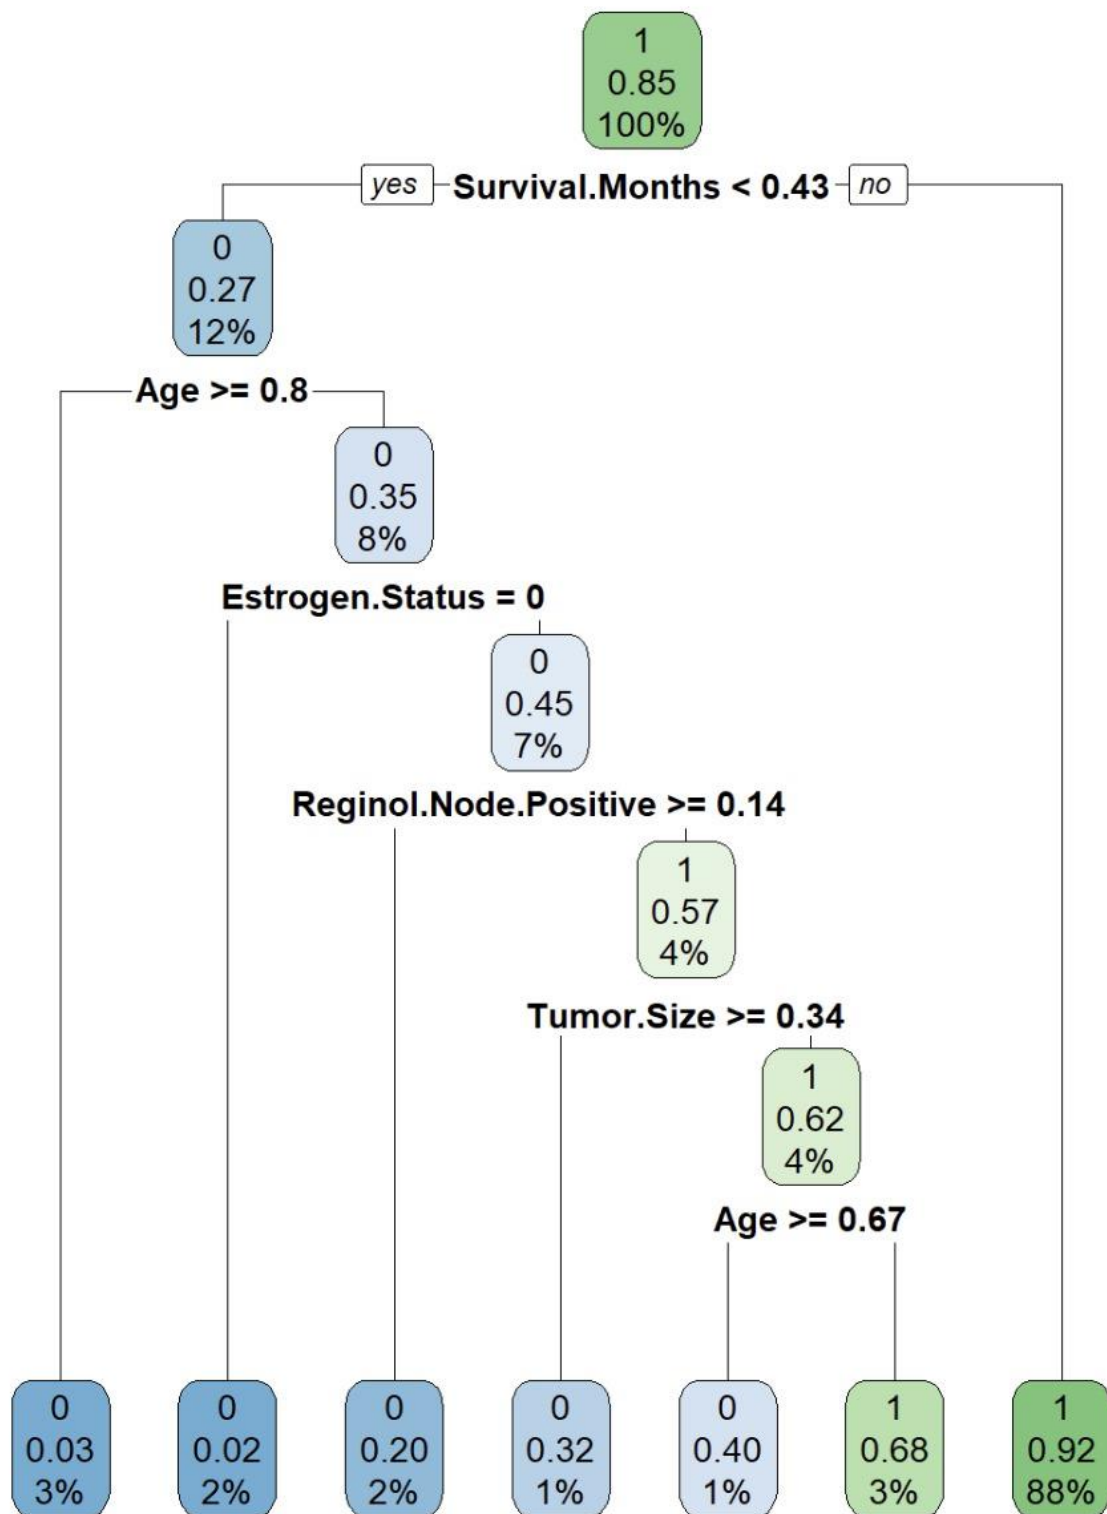 1
0.85
100%
yes Survival.Months < 0.43 no
0
0.27
12%
Age >= 0.8
0
0.35
8%
Estrogen.Status = 0
0
0.45
7%
Reginol.Node.Positive >= 0.14
1
0.57
4%
Tumor.Size >= 0.34
1
0.62
4%
Age >= 0.67
0 0 0 0 0 1 1
0.03 0.02 0.20 0.32 0.40 0.68 0.92
3% 2% 2% 1% 1% 3% 88%